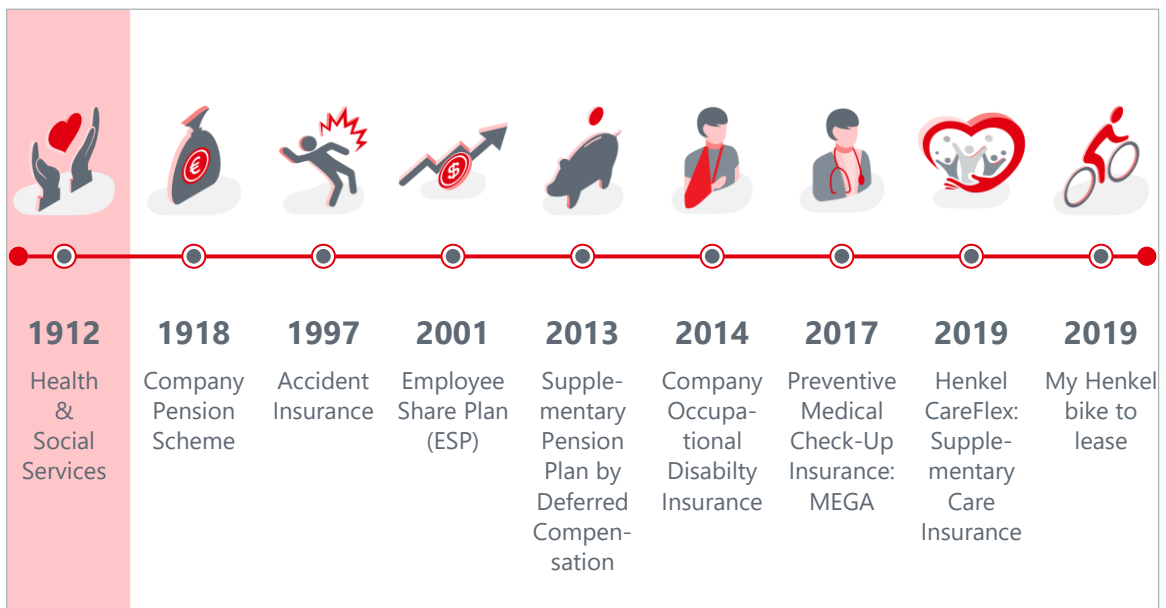 €
$
1912
Health
&
Social
Services
1918
Company
Pension
Scheme
1997
Accident
Insurance
2001
Employee
Share Plan
(ESP)
2013
Supple-
mentary
Pension
Plan by
Deferred
Compen-
sation
2014
Company
Occupa-
tional
Disabilty
Insurance
2017
Preventive
Medical
Check-Up
Insurance:
MEGA
2019
Henkel
CareFlex:
Supple-
mentary
Care
Insurance
2019
My Henkel
bike to
lease